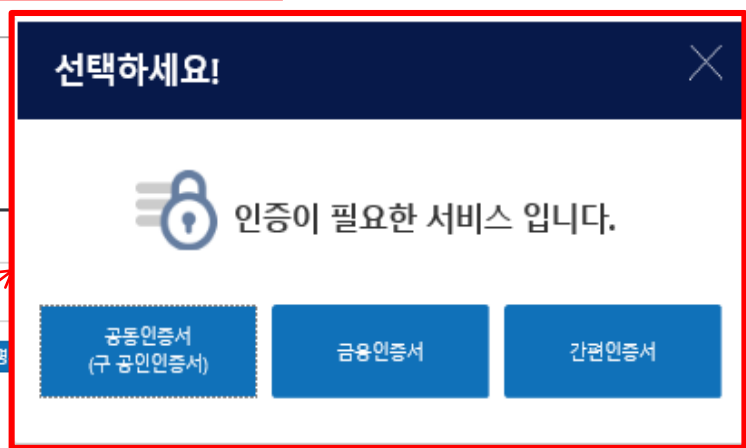 선택하세요!
인증이 필요한 서비스 입니다.
공동인증서
(구 공인인증서)
금융인증서
간편인증서